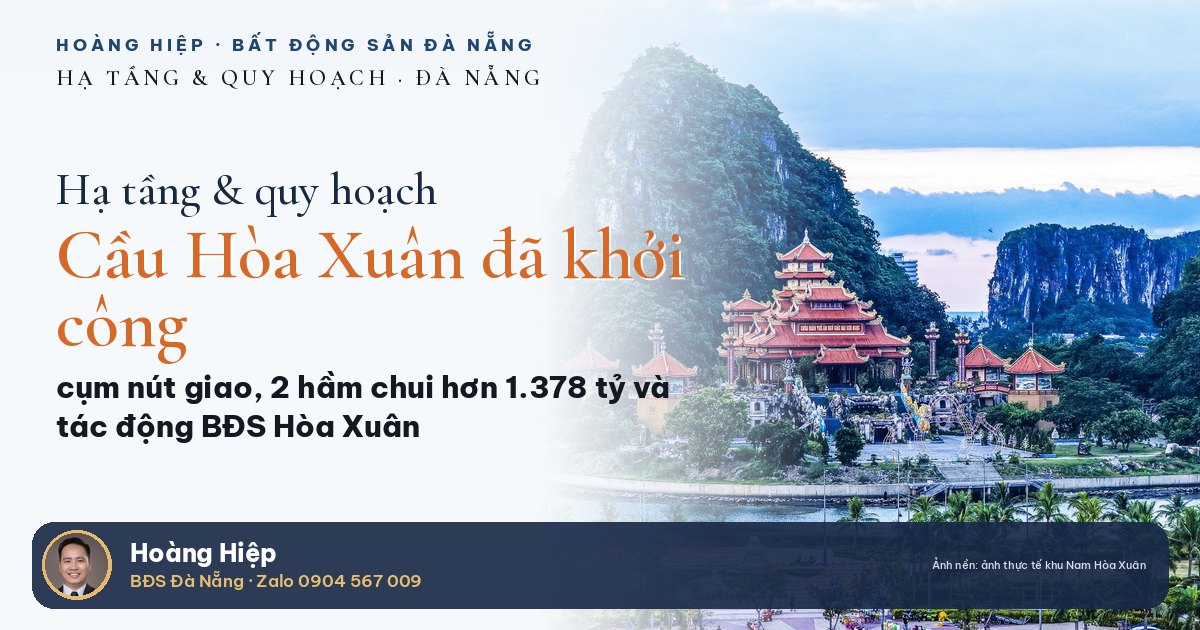 HOÀNG HIỆP · BẤT ĐỘNG SẢN ĐÀ NẴNG
HẠ TẦNG & QUY HOẠCH · ĐÀ NẴNG
Hạ tầng & quy hoạch
Cầu Hòa Xuân đã khởi
công
cụm nút giao, 2 hầm chui hơn 1.378 tỷ và
tác động BĐS Hòa Xuân
Hoàng Hiệp
BĐS Đà Nẵng · Zalo 0904 567 009
Ảnh nền: ảnh thực tế khu Nam Hòa Xuân